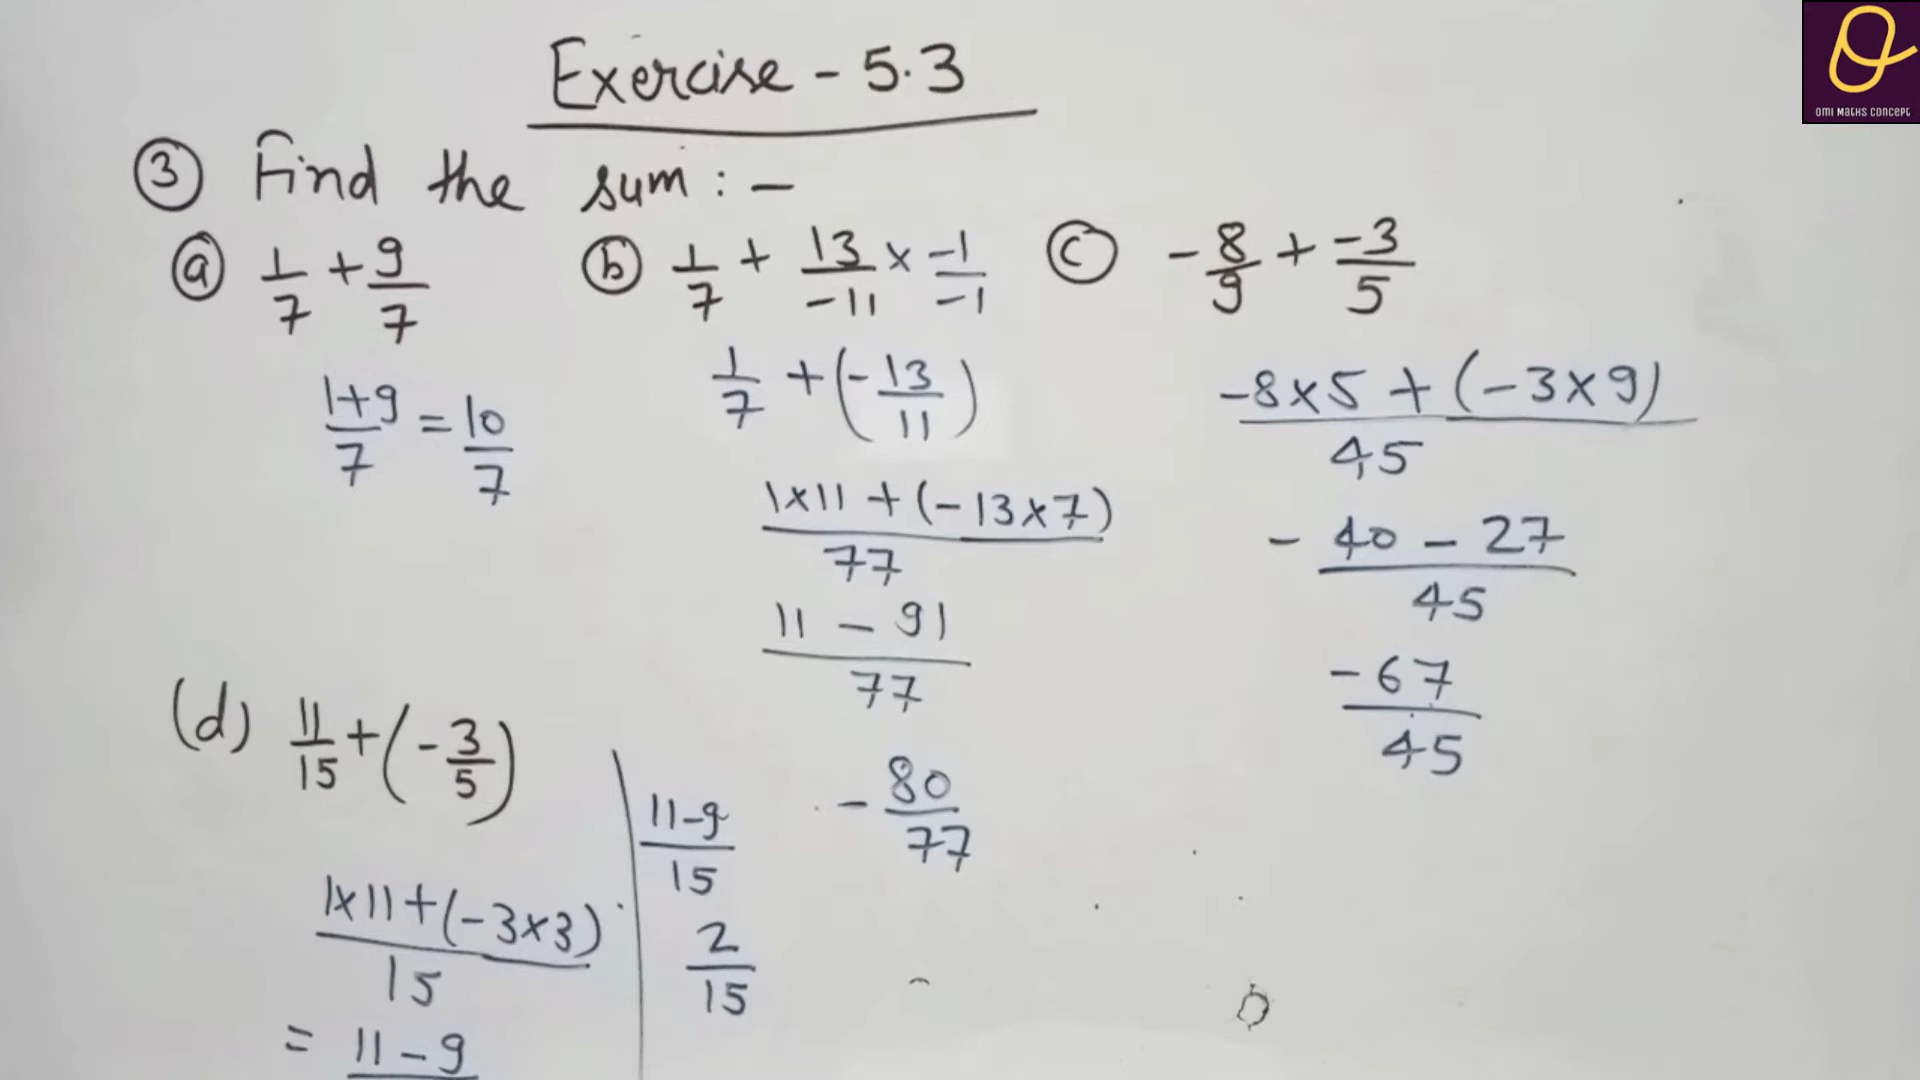 Exercise - 5.3
③ Find the sum : -
ⓐ 1/7 + 9/7
1+9/7 = 10/7
ⓑ 1/7 + 13/-11 × -1/-1
1/7 + (-13/11)
1×11 + (-13×7)/77
11 - 91/77
- 80/77
ⓒ -8/9 + -3/5
-8×5 + (-3×9)/45
- 40 - 27/45
-67/45
(d) 11/15 + (-3/5)
1×11 + (-3×3)/15
= 11 - 9
11-9/15
2/15
OMI MATHS CONCEPT